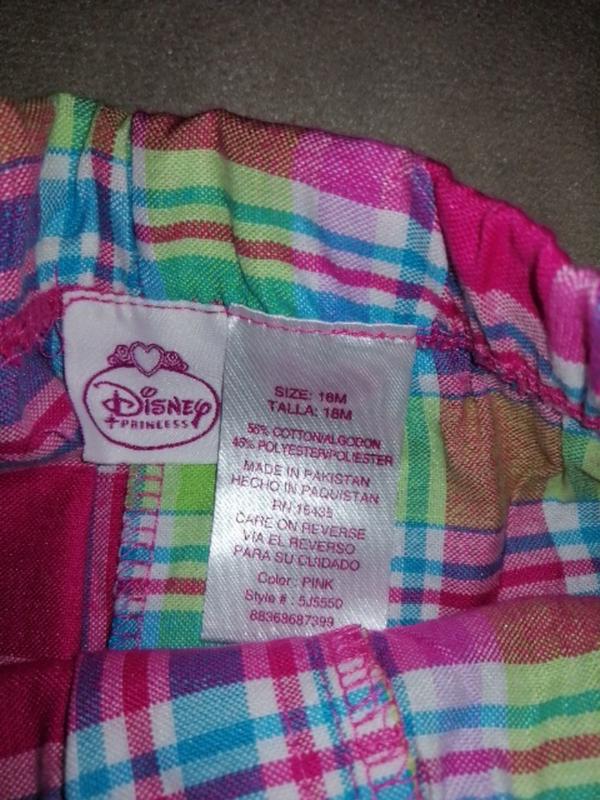 Disney
PRINCESS
SIZE: 18M
TALLA: 18M
55% COTTON/ALGODON
45% POLYESTER/POLIESTER
MADE IN PAKISTAN
HECHO IN PAQUISTAN
RN 16435
CARE ON REVERSE
VIA EL REVERSO
PARA SU CUIDADO
Color: PINK
Style #: 5J5550
88368687399